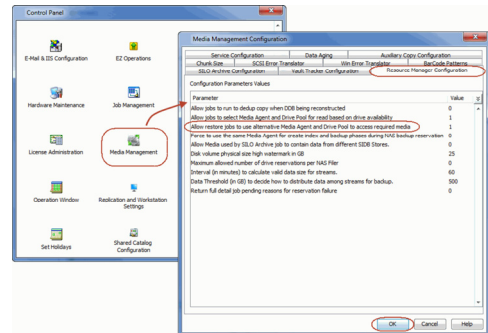 Control Panel
E-Mail & IIS Configuration
EZ Operations
Hardware Maintenance
Job Management
License Administration
Media Management
Operation Window
Replication and Workstation Settings
Set Holidays
Shared Catalog Configuration
Media Management Configuration
Service Configuration
Data Aging
Auxiliary Copy Configuration
Chunk Size
SCSI Error Translator
Win Error Translator
BarCode Patterns
SILO Archive Configuration
Vault Tracker Configuration
Resource Manager Configuration
Configuration Parameters Values
Parameter Value
Allow jobs to run to dedup copy when DDB being reconstructed 0
Allow jobs to select Media Agent and Drive Pool for read based on drive availability 1
Allow restore jobs to use alternative Media Agent and Drive Pool to access required media 1
Force to use the same Media Agent for create index and backup phases during NAS backup reservation 0
Allow Media used by SILO Archive job to contain data from different SIDB Stores. 0
Disk volume physical size high watermark in GB 25
Maximum allowed number of drive reservations per NAS Filer 0
Interval (in minutes) to calculate valid data size for streams. 60
Data Threshold (in GB) to decide how to distribute data among streams for backup. 500
Return full detail job pending reasons for reservation failure 0
OK
Cancel
Help